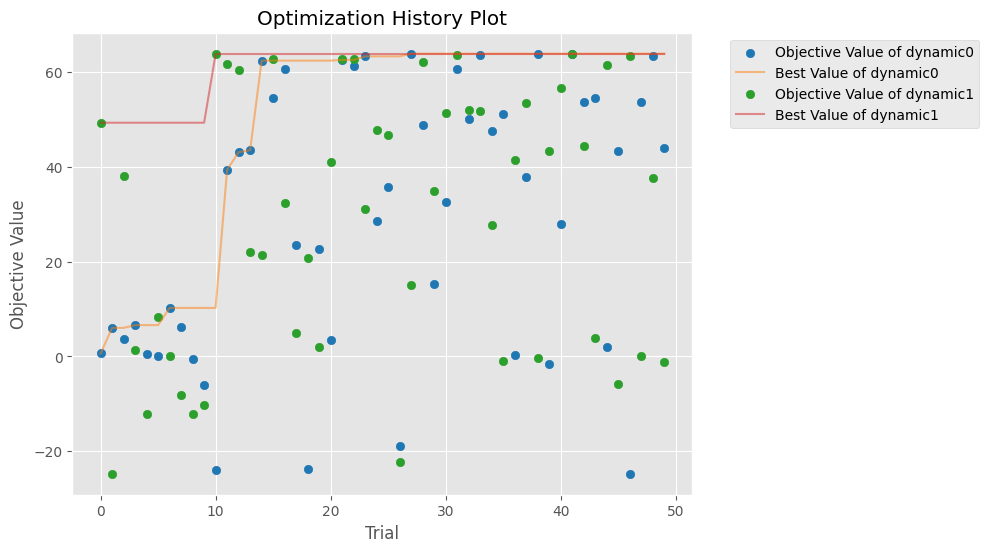 Optimization History Plot
Objective Value
60
40
20
0
−20
0
10
20
30
40
50
Trial
Objective Value of dynamic0
Best Value of dynamic0
Objective Value of dynamic1
Best Value of dynamic1